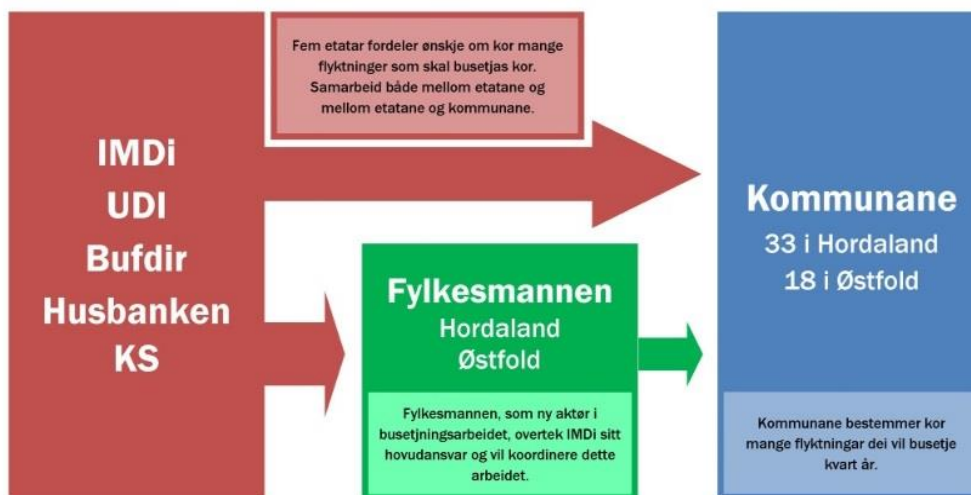 Fem etatar fordeler ønskje om kor mange
flyktninger som skal busetjas kor.
Samarbeid både mellom etatane og
mellom etatane og kommunane.
IMDi
UDI
Bufdir
Husbanken
KS
Fylkesmannen
Hordaland
Østfold
Fylkesmannen, som ny aktør i
busetjningsarbeidet, overtek IMDi sitt
hovudansvar og vil koordinere dette
arbeidet.
Kommunane
33 i Hordaland
18 i Østfold
Kommunane bestemmer kor
mange flyktningar dei vil busetje
kvart år.